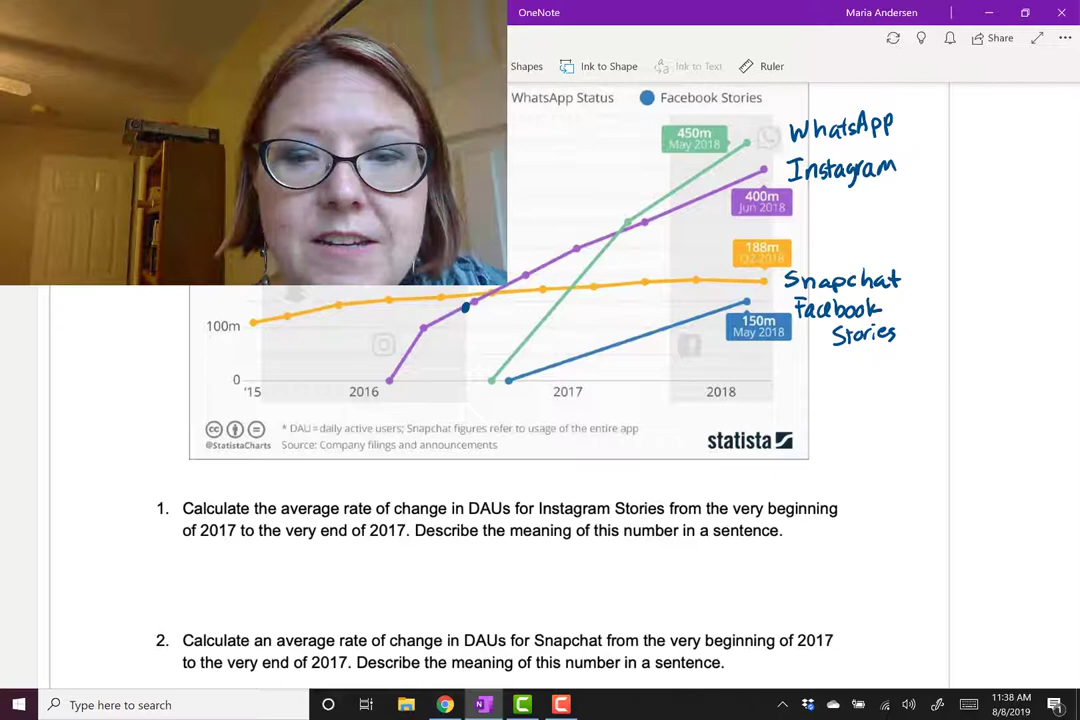 OneNote
Maria Andersen
Share
Shapes
Ink to Shape
Ink to Text
Ruler
WhatsApp Status
Facebook Stories
450m
May 2018
WhatsApp
Instagram
400m
Jun 2018
188m
Q2 2018
Snapchat
Facebook
Stories
100m
150m
May 2018
0
'15
2016
2017
2018
@StatistaCharts
* DAU = daily active users; Snapchat figures refer to usage of the entire app
Source: Company filings and announcements
statista
1. Calculate the average rate of change in DAUs for Instagram Stories from the very beginning
of 2017 to the very end of 2017. Describe the meaning of this number in a sentence.
2. Calculate an average rate of change in DAUs for Snapchat from the very beginning of 2017
to the very end of 2017. Describe the meaning of this number in a sentence.
Type here to search
11:38 AM
8/8/2019